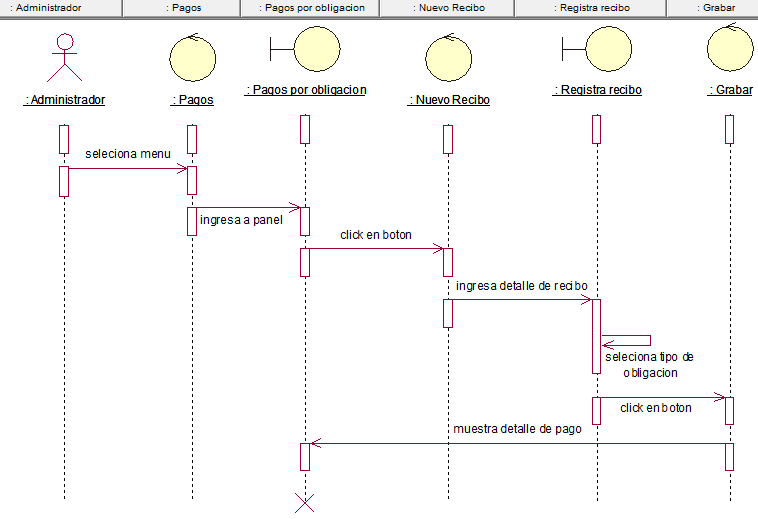 : Administrador : Pagos : Pagos por obligacion : Nuevo Recibo : Registra recibo : Grabar
: Administrador : Pagos : Pagos por obligacion : Nuevo Recibo : Registra recibo : Grabar
seleciona menu
ingresa a panel
click en boton
ingresa detalle de recibo
seleciona tipo de
obligacion
click en boton
muestra detalle de pago